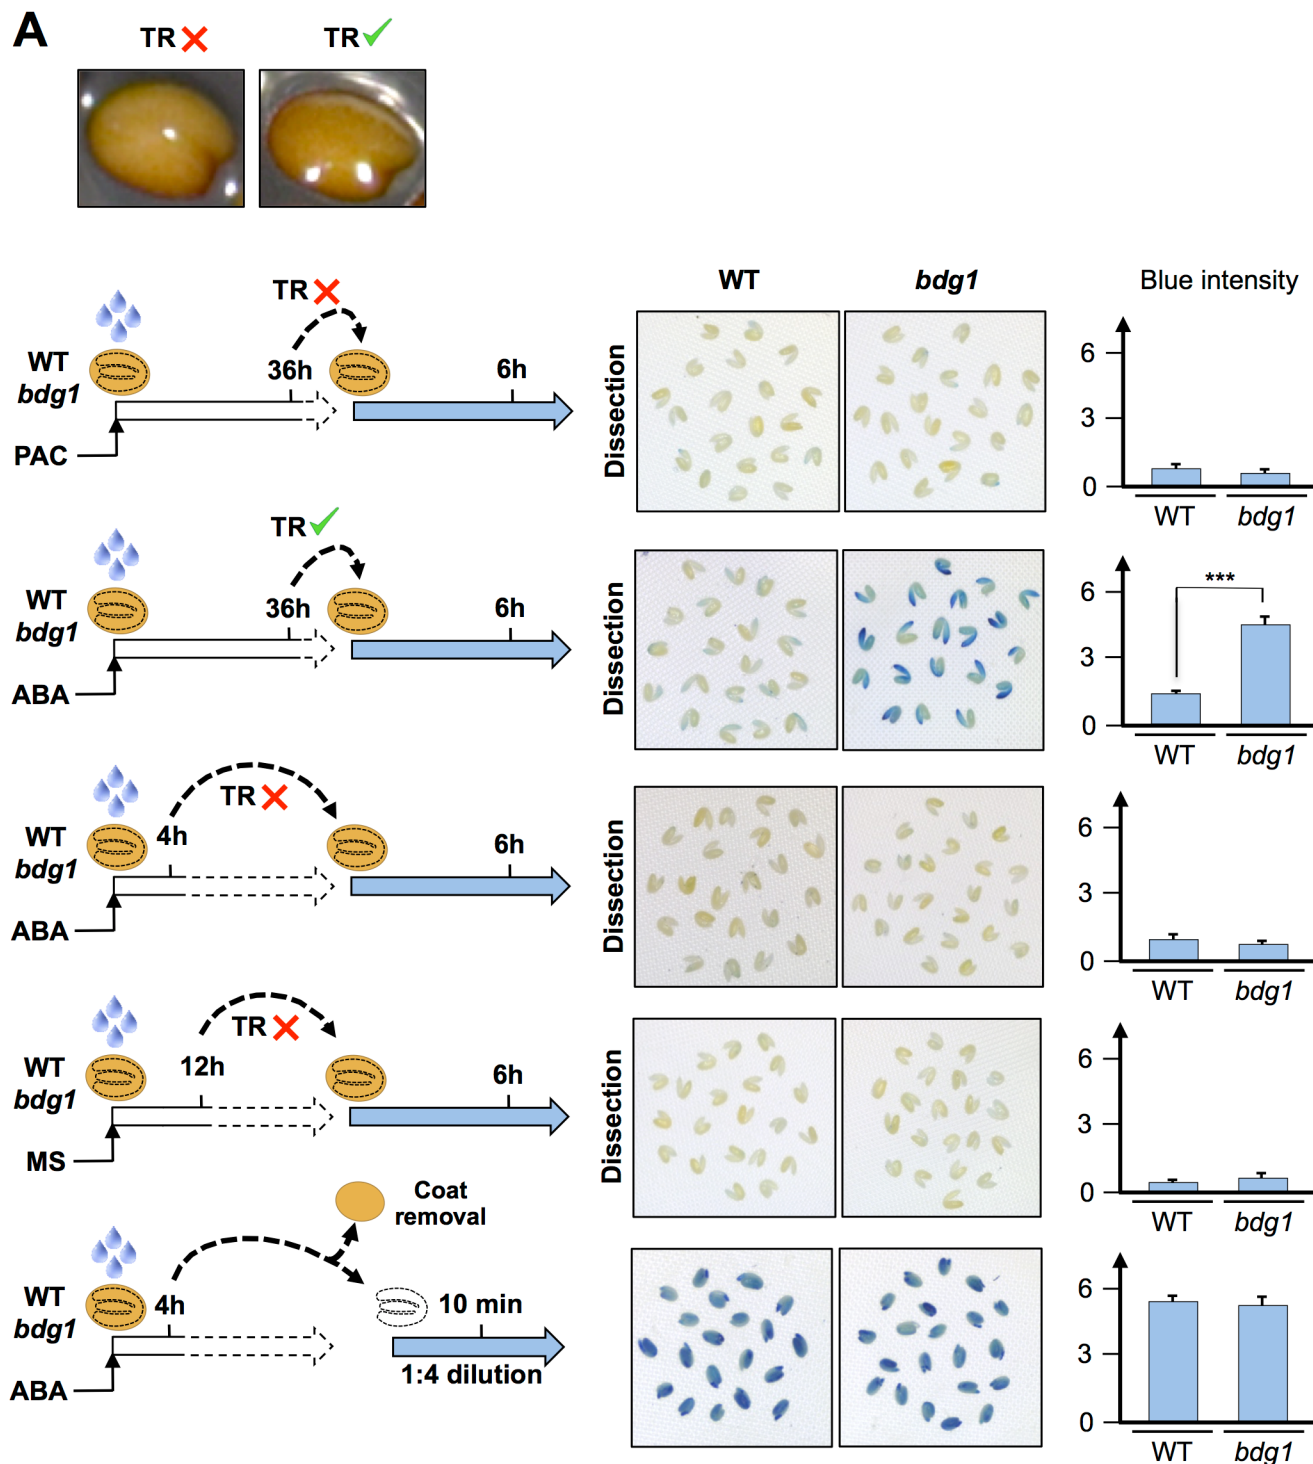 A
TR
TR
WT
bdg1
Blue intensity
TR
WT
bdg1
36h
6h
PAC
Dissection
6
3
0
WT
bdg1
TR
WT
bdg1
36h
6h
ABA
Dissection
***
6
3
0
WT
bdg1
TR
WT
bdg1
4h
6h
ABA
Dissection
6
3
0
WT
bdg1
TR
WT
bdg1
12h
6h
MS
Dissection
6
3
0
WT
bdg1
Coat
removal
WT
bdg1
4h
10 min
1:4 dilution
ABA
6
3
0
WT
bdg1